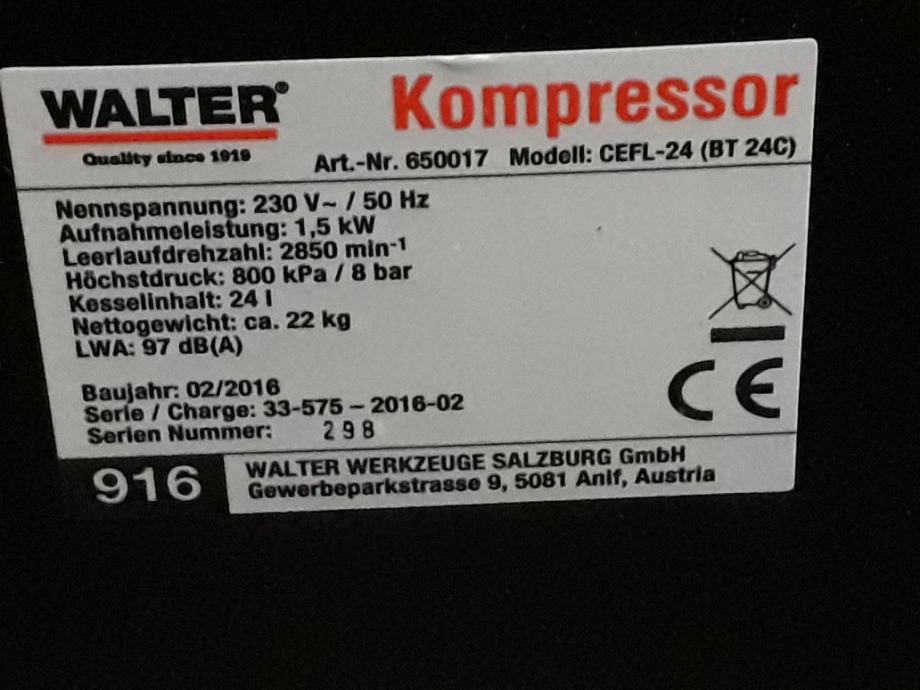 WALTER® Kompressor
Quality since 1919
Art.-Nr. 650017 Modell: CEFL-24 (BT 24C)
Nennspannung: 230 V~ / 50 Hz
Aufnahmeleistung: 1,5 kW
Leerlaufdrehzahl: 2850 min-1
Höchstdruck: 800 kPa / 8 bar
Kesselinhalt: 24 l
Nettogewicht: ca. 22 kg
LWA: 97 dB(A)
CE
Baujahr: 02/2016
Serie / Charge: 33-575 – 2016-02
Serien Nummer: 298
916
WALTER WERKZEUGE SALZBURG GmbH
Gewerbeparkstrasse 9, 5081 Anif, Austria